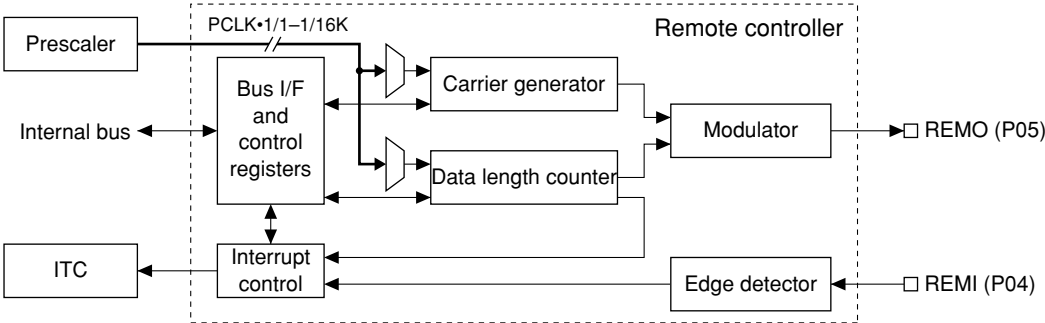 PCLK•1/1–1/16K
Remote controller
Prescaler
Bus I/F
and
control
registers
Carrier generator
Internal bus
Modulator
REMO (P05)
Data length counter
ITC
Interrupt
control
Edge detector
REMI (P04)